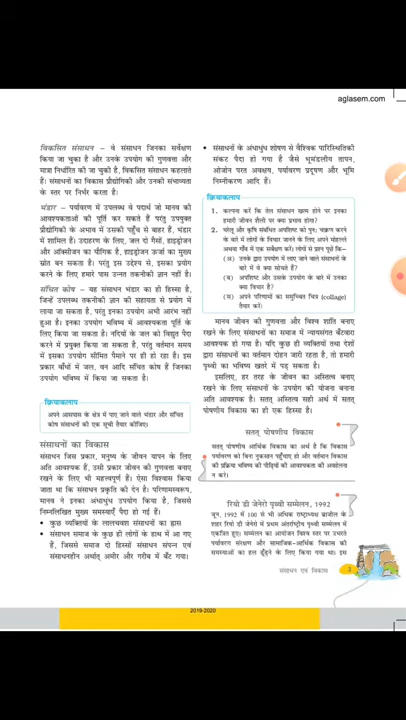 aglasem.com
विकसित संसाधन – वे संसाधन जिनका सर्वेक्षण
किया जा चुका है और उनके उपयोग की गुणवत्ता और
मात्रा निर्धारित की जा चुकी है, विकसित संसाधन कहलाते
हैं। संसाधनों का विकास प्रौद्योगिकी और उनकी संभाव्यता
के स्तर पर निर्भर करता है।
भंडार – पर्यावरण में उपलब्ध वे पदार्थ जो मानव की
आवश्यकताओं की पूर्ति कर सकते हैं परंतु उपयुक्त
प्रौद्योगिकी के अभाव में उसकी पहुँच से बाहर हैं, भंडार
में शामिल हैं। उदाहरण के लिए, जल दो गैसों, हाइड्रोजन
और ऑक्सीजन का यौगिक है, हाइड्रोजन ऊर्जा का मुख्य
स्रोत बन सकता है। परंतु इस उद्देश्य से, इसका प्रयोग
करने के लिए हमारे पास उन्नत तकनीकी ज्ञान नहीं है।
संचित कोष – यह संसाधन भंडार का ही हिस्सा है,
जिन्हें उपलब्ध तकनीकी ज्ञान की सहायता से प्रयोग में
लाया जा सकता है, परंतु इनका उपयोग अभी आरंभ नहीं
हुआ है। इनका उपयोग भविष्य में आवश्यकता पूर्ति के
लिए किया जा सकता है। नदियों के जल को विद्युत पैदा
करने में प्रयुक्त किया जा सकता है, परंतु वर्तमान समय
में इसका उपयोग सीमित पैमाने पर ही हो रहा है। इस
प्रकार बाँधों में जल, वन आदि संचित कोष हैं जिनका
उपयोग भविष्य में किया जा सकता है।
क्रियाकलाप
अपने आसपास के क्षेत्र में पाए जाने वाले भंडार और संचित
कोष संसाधनों की एक सूची तैयार कीजिए।
संसाधनों का विकास
संसाधन जिस प्रकार, मनुष्य के जीवन यापन के लिए
अति आवश्यक हैं, उसी प्रकार जीवन की गुणवत्ता बनाए
रखने के लिए भी महत्वपूर्ण हैं। ऐसा विश्वास किया
जाता था कि संसाधन प्रकृति की देन है। परिणामस्वरूप,
मानव ने इनका अंधाधुंध उपयोग किया है, जिससे
निम्नलिखित मुख्य समस्याएँ पैदा हो गई हैं।
• कुछ व्यक्तियों के लालचवश संसाधनों का ह्रास
• संसाधन समाज के कुछ ही लोगों के हाथ में आ गए
हैं, जिससे समाज दो हिस्सों संसाधन संपन्न एवं
संसाधनहीन अर्थात् अमीर और गरीब में बँट गया।
• संसाधनों के अंधाधुंध शोषण से वैश्विक पारिस्थितिकी
संकट पैदा हो गया है जैसे भूमंडलीय तापन,
ओजोन परत अवक्षय, पर्यावरण प्रदूषण और भूमि
निम्नीकरण आदि हैं।
क्रियाकलाप
1. कल्पना करें कि तेल संसाधन खत्म होने पर इनका
हमारी जीवन शैली पर क्या प्रभाव होगा?
2. घरेलू और कृषि संबंधित अपशिष्ट को पुन: चक्रण करने
के बारे में लोगों के विचार जानने के लिए अपने मोहल्ले
अथवा गाँव में एक सर्वेक्षण करें। लोगों से प्रश्न पूछें कि–
(अ) उनके द्वारा उपयोग में लाए जाने वाले संसाधनों के
बारे में वे क्या सोचते हैं?
(ब) अपशिष्ट और उसके उपयोग के बारे में उनका
क्या विचार है?
(स) अपने परिणामों का समुच्चित चित्र (collage)
तैयार करें।
मानव जीवन की गुणवत्ता और विश्व शांति बनाए
रखने के लिए संसाधनों का समाज में न्यायसंगत बँटवारा
आवश्यक हो गया है। यदि कुछ ही व्यक्तियों तथा देशों
द्वारा संसाधनों का वर्तमान दोहन जारी रहता है, तो हमारी
पृथ्वी का भविष्य खतरे में पड़ सकता है।
इसलिए, हर तरह के जीवन का अस्तित्व बनाए
रखने के लिए संसाधनों के उपयोग की योजना बनाना
अति आवश्यक है। सतत् अस्तित्व सही अर्थ में सतत्
पोषणीय विकास का ही एक हिस्सा है।
सतत् पोषणीय विकास
सतत् पोषणीय आर्थिक विकास का अर्थ है कि विकास
पर्यावरण को बिना नुकसान पहुँचाए हो और वर्तमान विकास
की प्रक्रिया भविष्य की पीढ़ियों की आवश्यकता की अवहेलना
न करे।
रियो डी जेनेरो पृथ्वी सम्मेलन, 1992
जून, 1992 में 100 से भी अधिक राष्ट्राध्यक्ष ब्राजील के
शहर रियो डी जेनेरो में प्रथम अंतर्राष्ट्रीय पृथ्वी सम्मेलन में
एकत्रित हुए। सम्मेलन का आयोजन विश्व स्तर पर उभरते
पर्यावरण संरक्षण और सामाजिक-आर्थिक विकास की
समस्याओं का हल ढूँढ़ने के लिए किया गया था। इस
संसाधन एवं विकास
3
2019-2020